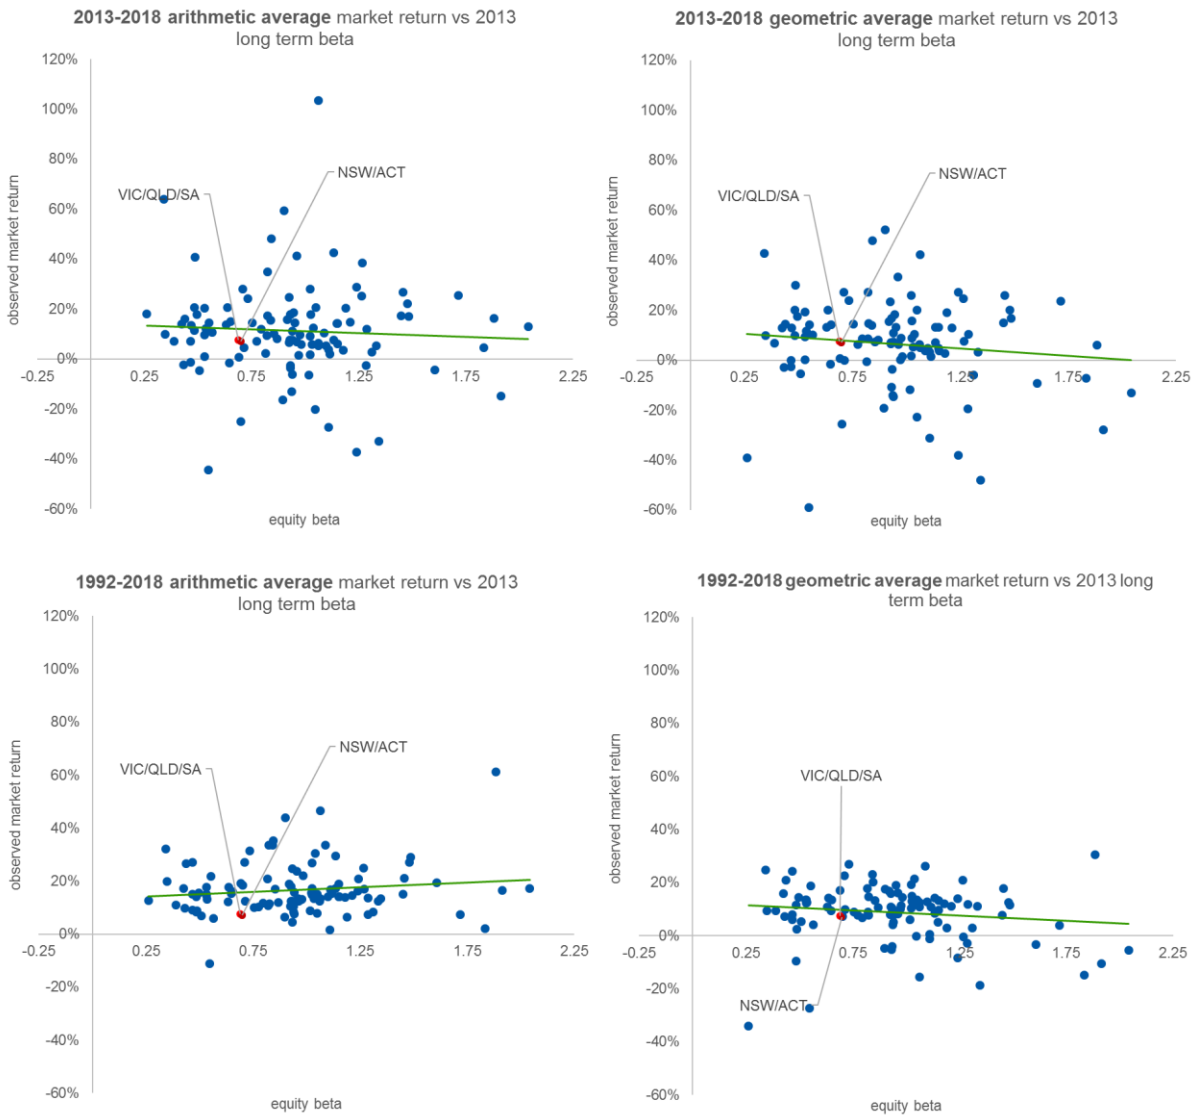 2013-2018 arithmetic average market return vs 2013
long term beta
120%
100%
80%
60%
40%
20%
0%
-20%
-40%
-60%
observed market return
VIC/QLD/SA
NSW/ACT
-0.25
0.25
0.75
1.25
1.75
2.25
equity beta
2013-2018 geometric average market return vs 2013
long term beta
120%
100%
80%
60%
40%
20%
0%
-20%
-40%
-60%
observed market return
VIC/QLD/SA
NSW/ACT
-0.25
0.25
0.75
1.25
1.75
2.25
equity beta
1992-2018 arithmetic average market return vs 2013
long term beta
120%
100%
80%
60%
40%
20%
0%
-20%
-40%
-60%
observed market return
VIC/QLD/SA
NSW/ACT
-0.25
0.25
0.75
1.25
1.75
2.25
equity beta
1992-2018 geometric average market return vs 2013 long
term beta
120%
100%
80%
60%
40%
20%
0%
-20%
-40%
-60%
observed market return
VIC/QLD/SA
NSW/ACT
-0.25
0.25
0.75
1.25
1.75
2.25
equity beta